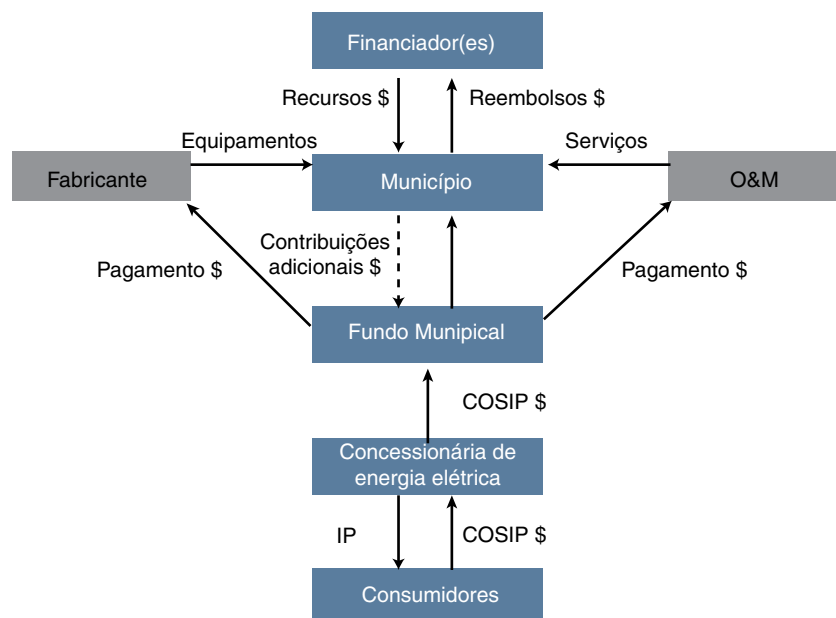 Financiador(es)
Recursos $
Reembolsos $
Equipamentos
Serviços
Fabricante
Município
O&M
Contribuições
adicionais $
Pagamento $
Pagamento $
Fundo Munipical
COSIP $
Concessionária de
energia elétrica
IP
COSIP $
Consumidores